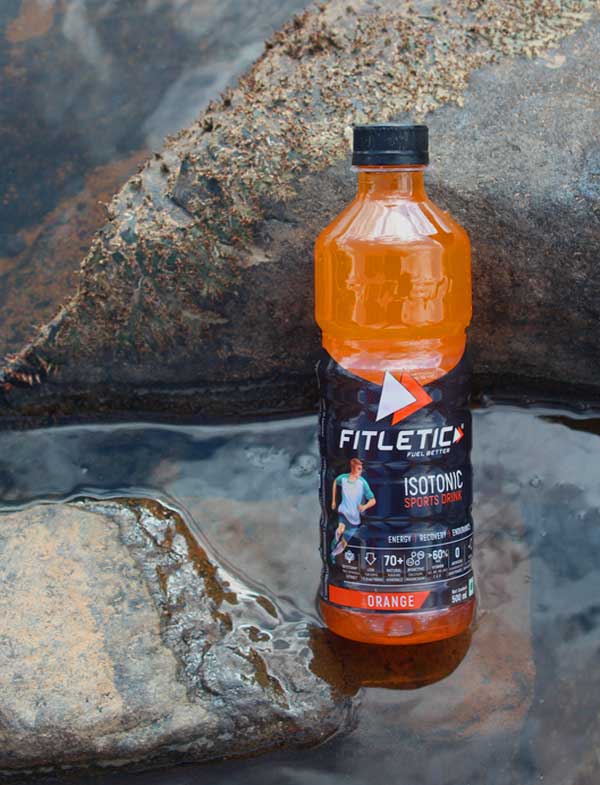 FITLETIC
FUEL BETTER
ISOTONIC
SPORTS DRINK
ENERGY | RECOVERY | ENDURANCE
70+ >60% 0
ORANGE
500 ml